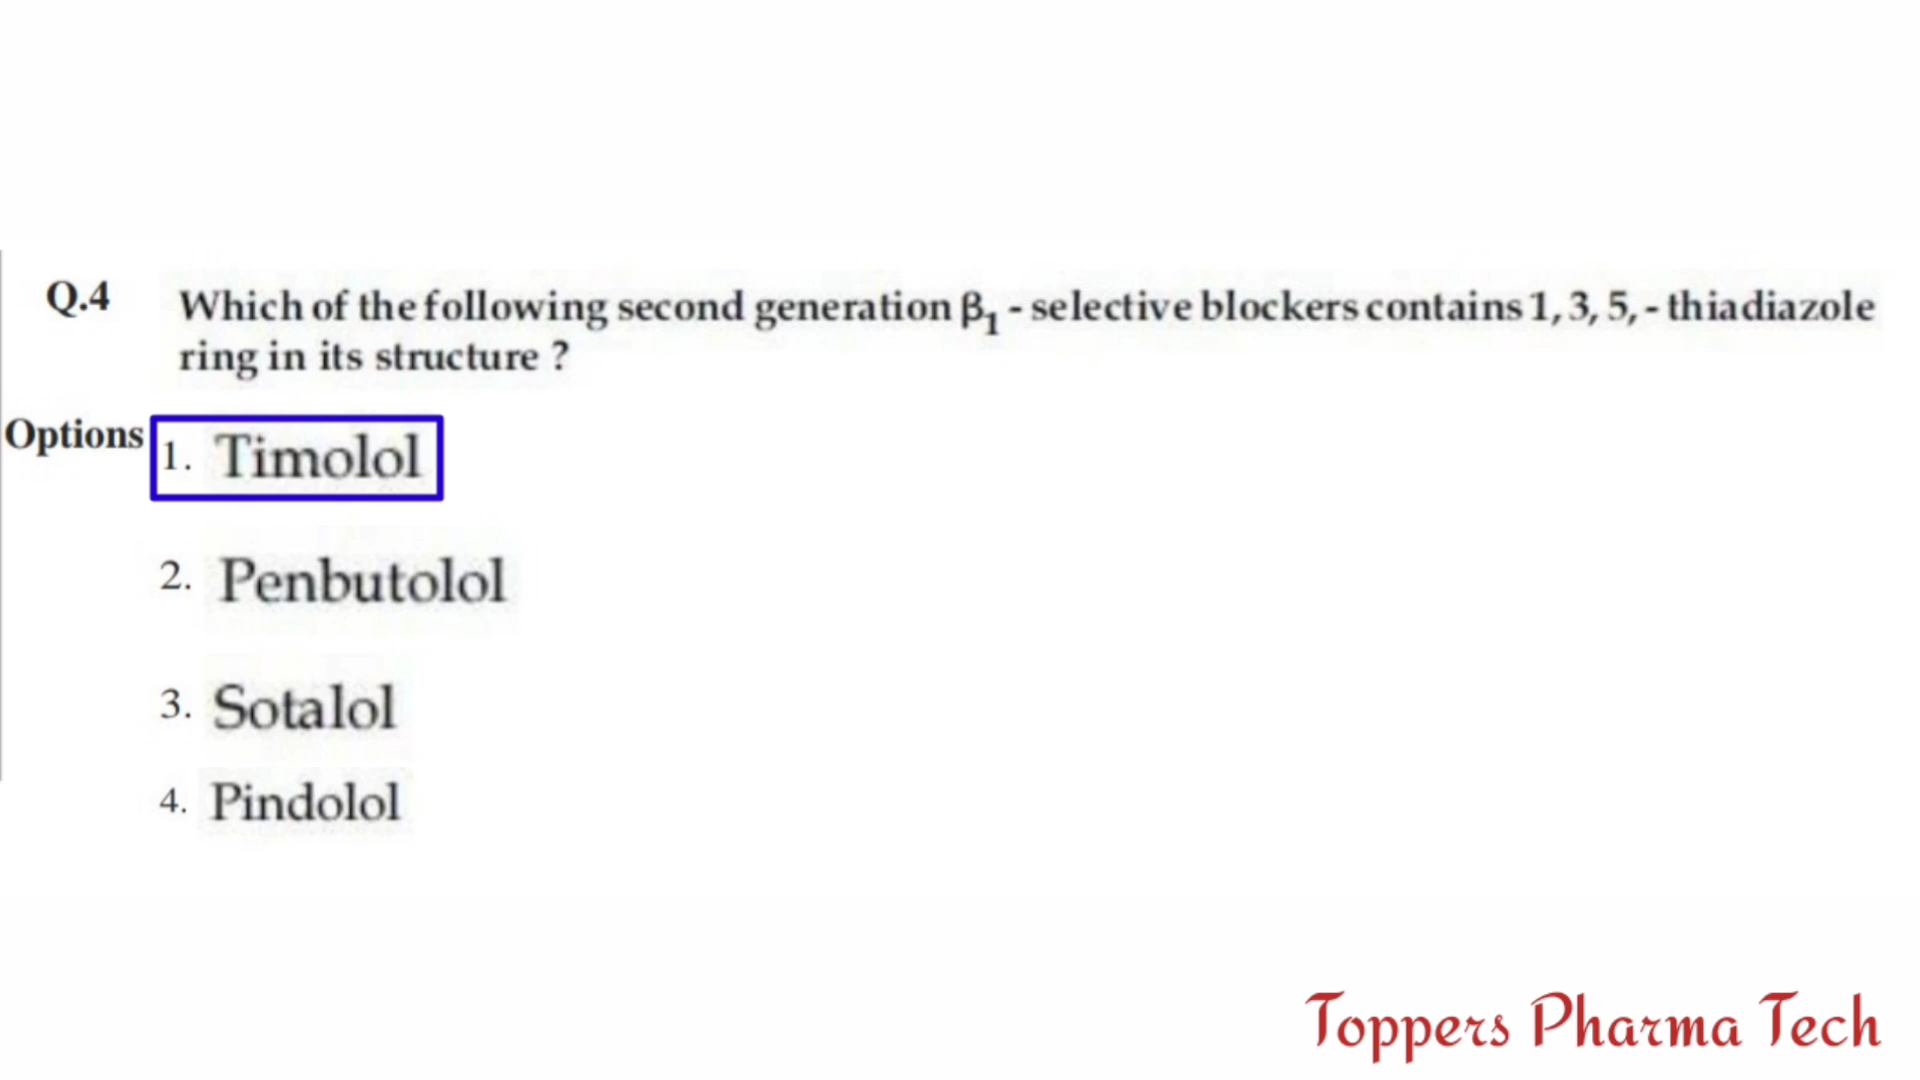 Q.4 Which of the following second generation β₁ - selective blockers contains 1, 3, 5, - thiadiazole
ring in its structure ?
Options 1. Timolol
2. Penbutolol
3. Sotalol
4. Pindolol
Toppers Pharma Tech